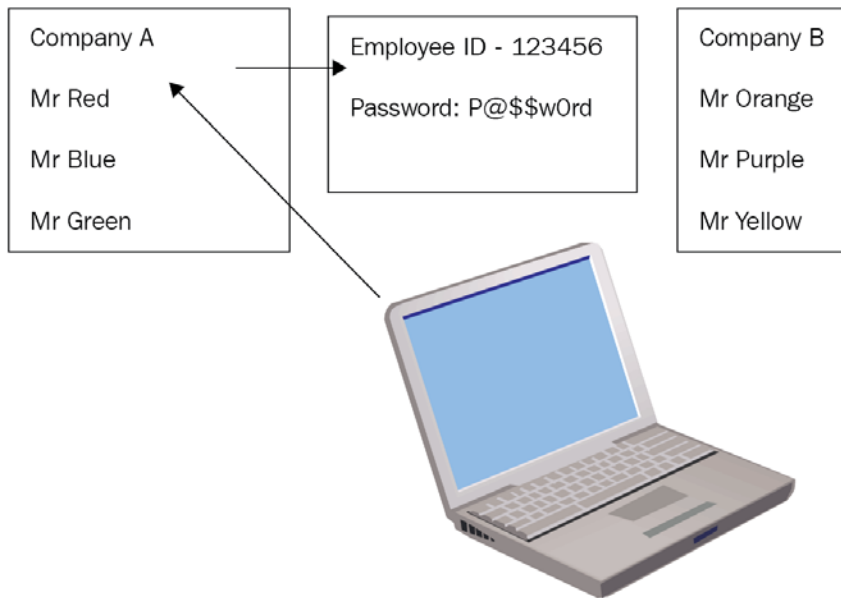 Company A
Mr Red
Mr Blue
Mr Green
Employee ID - 123456
Password: P@$$w0rd
Company B
Mr Orange
Mr Purple
Mr Yellow